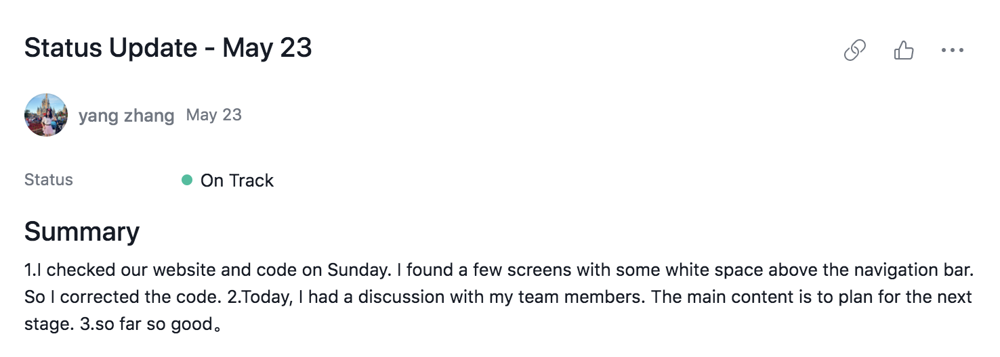 Status Update - May 23
yang zhang May 23
Status On Track
Summary
1.I checked our website and code on Sunday. I found a few screens with some white space above the navigation bar.
So I corrected the code. 2.Today, I had a discussion with my team members. The main content is to plan for the next
stage. 3.so far so good。